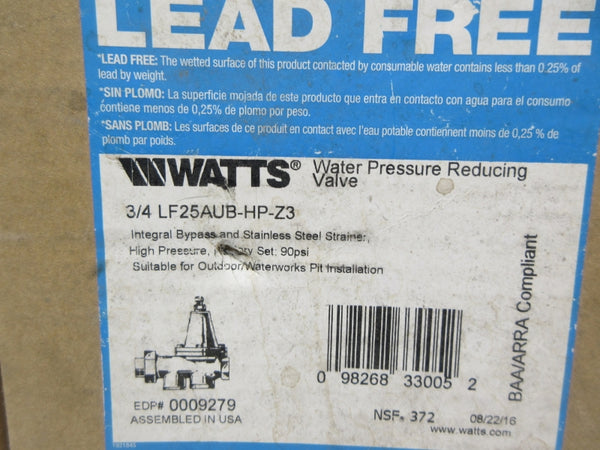 LEAD FREE
*LEAD FREE: The wetted surface of this product contacted by consumable water contains less than 0.25% of
lead by weight.
*SIN PLOMO: La superficie mojada de este producto que entra en contacto con agua para el consumo
contiene menos de 0,25% de plomo por peso.
*SANS PLOMB: Les surfaces de ce produit en contact avec l'eau potable contiennent moins de 0,25 % de
plomb par poids.
WATTS® Water Pressure Reducing
Valve
3/4 LF25AUB-HP-Z3
Integral Bypass and Stainless Steel Strainer,
High Pressure, Set: 90psi
Suitable for Outdoor/Waterworks Pit Installation
BAA/ARRA Compliant
0 98268 33005 2
EDP# 0009279
ASSEMBLED IN USA
NSF. 372 08/22/16
www.watts.com
1921845